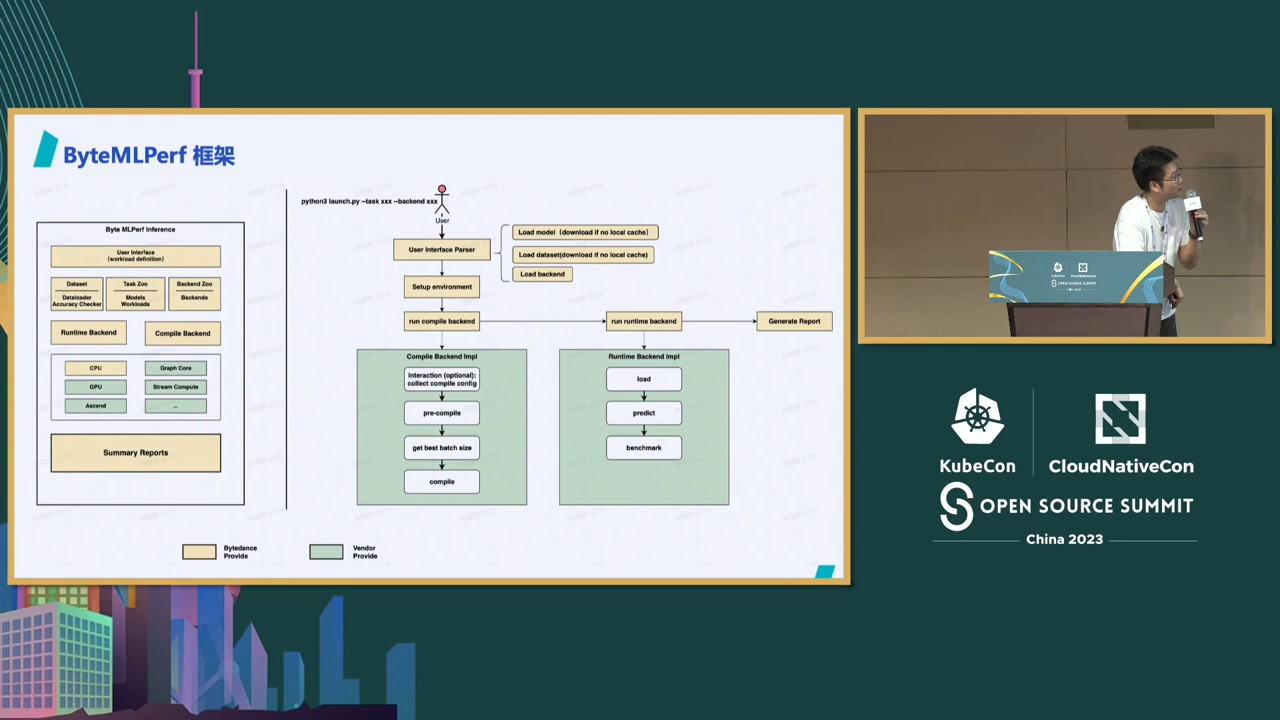 ByteMLPerf 框架
Byte MLPerf Inference
User Interface
(workload definition)
Dataset
Dataloader
Accuracy Checker
Task Zoo
Models
Workloads
Backend Zoo
Backends
Runtime Backend
Compile Backend
CPU
Graph Core
GPU
Stream Compute
Ascend
...
Summary Reports
python3 launch.py --task xxx --backend xxx
User
User Interface Parser
Load model（download if no local cache）
Load dataset(download if no local cache)
Load backend
Setup environment
run compile backend
run runtime backend
Generate Report
Compile Backend Impl
Interaction (optional):
collect compile config
pre-compile
get best batch size
compile
Runtime Backend Impl
load
predict
benchmark
Bytedance
Provide
Vendor
Provide
KubeCon
CloudNativeCon
OPEN SOURCE SUMMIT
China 2023
OPEN SOURCE SUMMIT